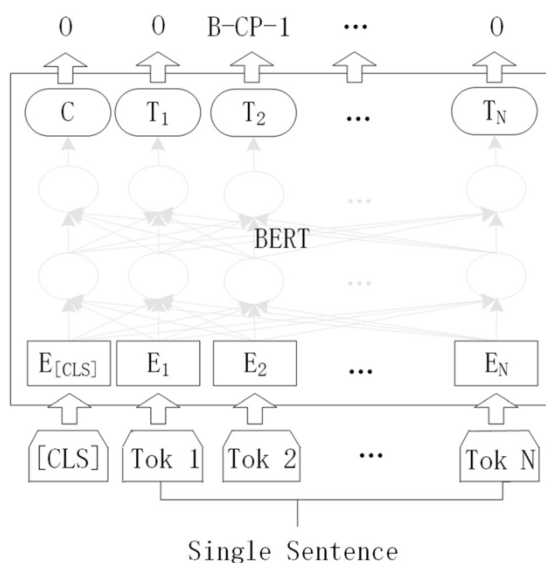 O O B-CP-1 ... O
C T1 T2 ... TN
...
BERT
...
E[CLS] E1 E2 ... EN
[CLS] Tok 1 Tok 2 ... Tok N
Single Sentence